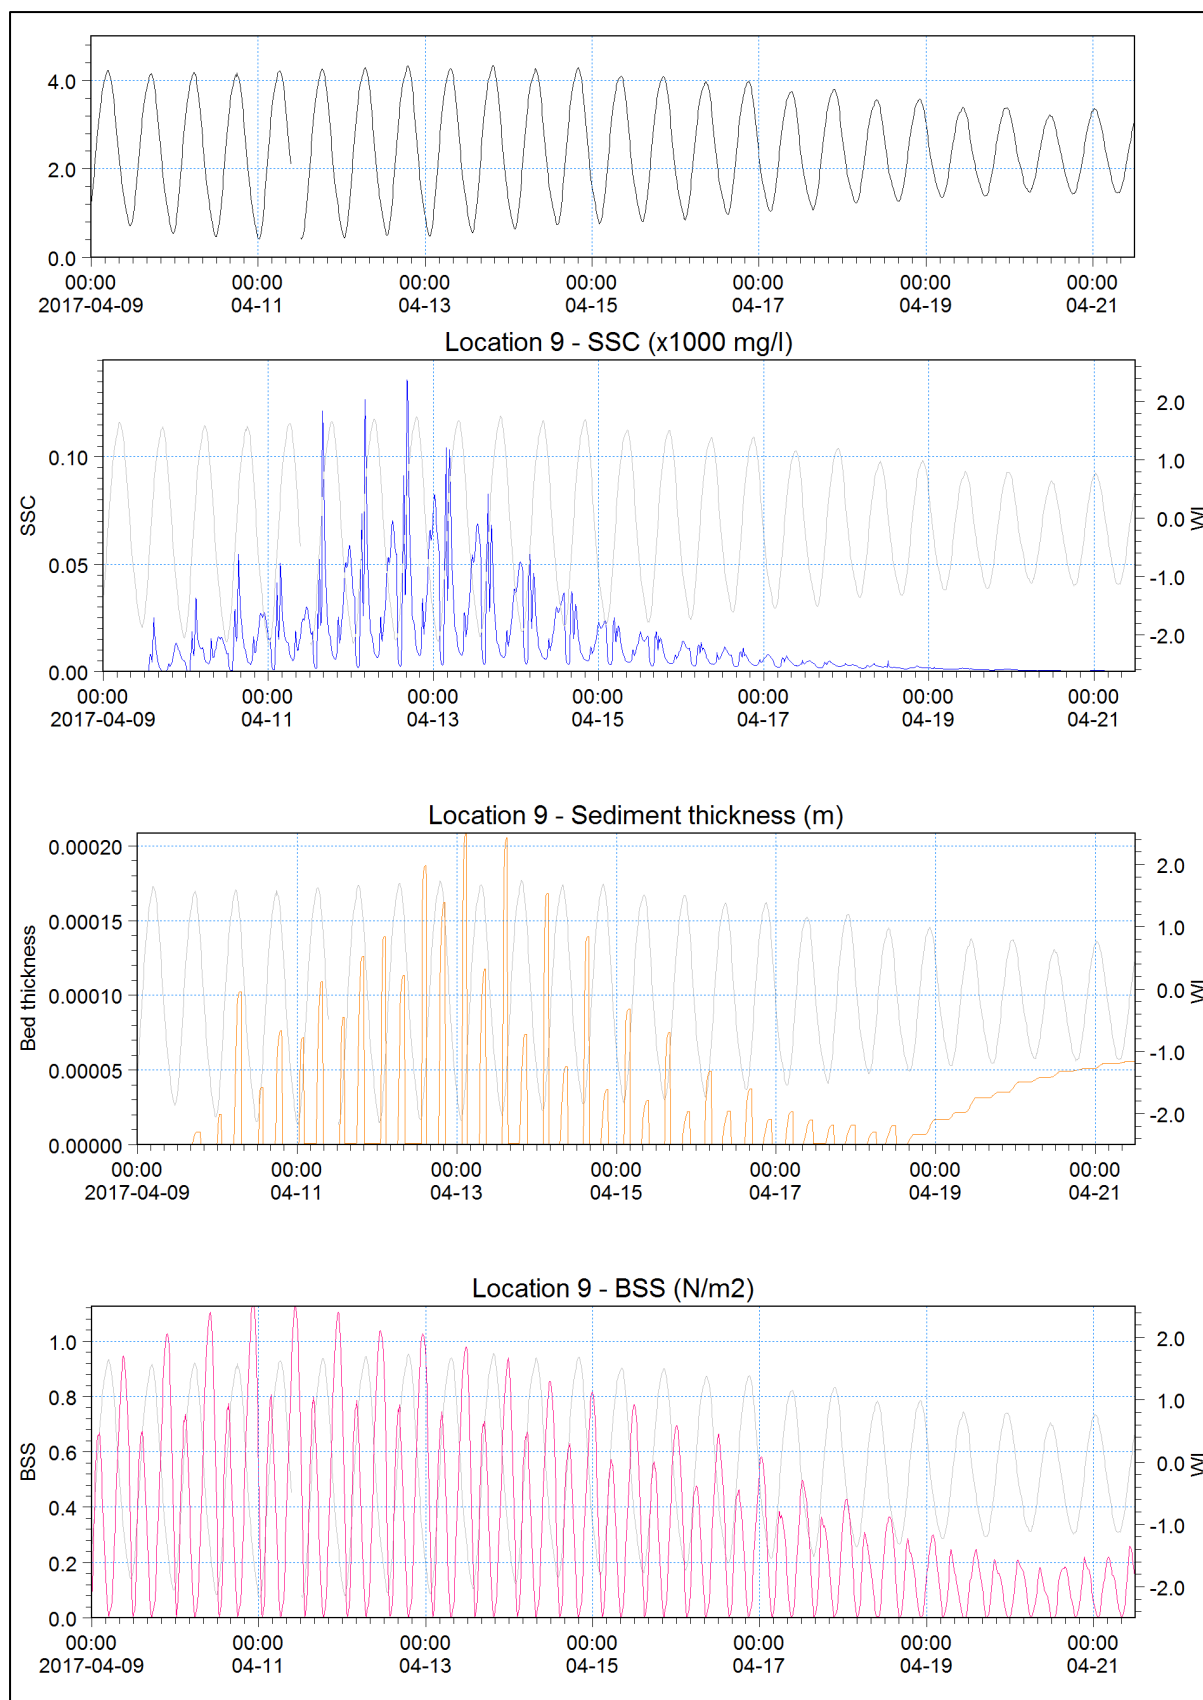 4.0
2.0
0.0
00:00 00:00 00:00 00:00 00:00 00:00 00:00
2017-04-09 04-11 04-13 04-15 04-17 04-19 04-21
Location 9 - SSC (x1000 mg/l)
0.10
0.05
0.00
SSC
2.0
1.0
0.0
-1.0
-2.0
WL
00:00 00:00 00:00 00:00 00:00 00:00 00:00
2017-04-09 04-11 04-13 04-15 04-17 04-19 04-21
Location 9 - Sediment thickness (m)
0.00020
0.00015
0.00010
0.00005
0.00000
Bed thickness
2.0
1.0
0.0
-1.0
-2.0
WL
00:00 00:00 00:00 00:00 00:00 00:00 00:00
2017-04-09 04-11 04-13 04-15 04-17 04-19 04-21
Location 9 - BSS (N/m2)
1.0
0.8
0.6
0.4
0.2
0.0
BSS
2.0
1.0
0.0
-1.0
-2.0
WL
00:00 00:00 00:00 00:00 00:00 00:00 00:00
2017-04-09 04-11 04-13 04-15 04-17 04-19 04-21